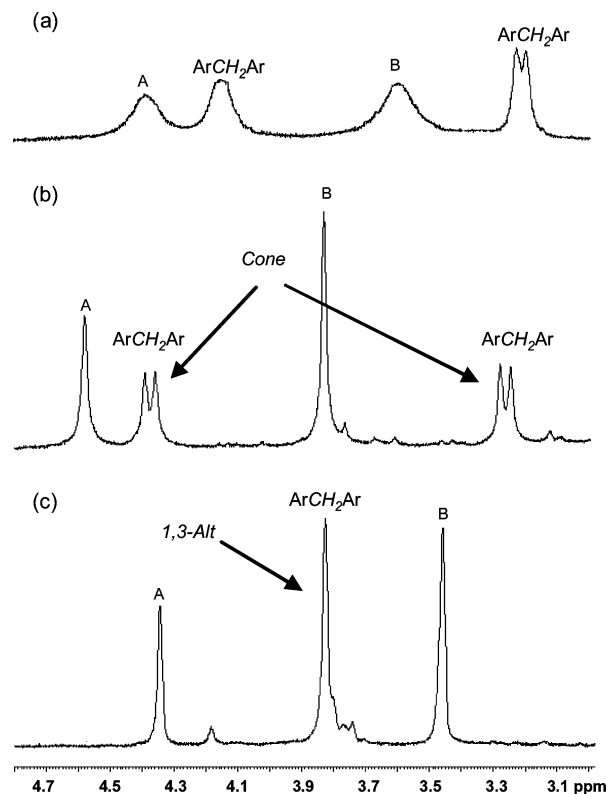 (a)
A
ArCH2Ar
B
ArCH2Ar
(b)
B
Cone
A
ArCH2Ar
ArCH2Ar
(c)
ArCH2Ar
B
1,3-Alt
A
4.7 4.5 4.3 4.1 3.9 3.7 3.5 3.3 3.1 ppm